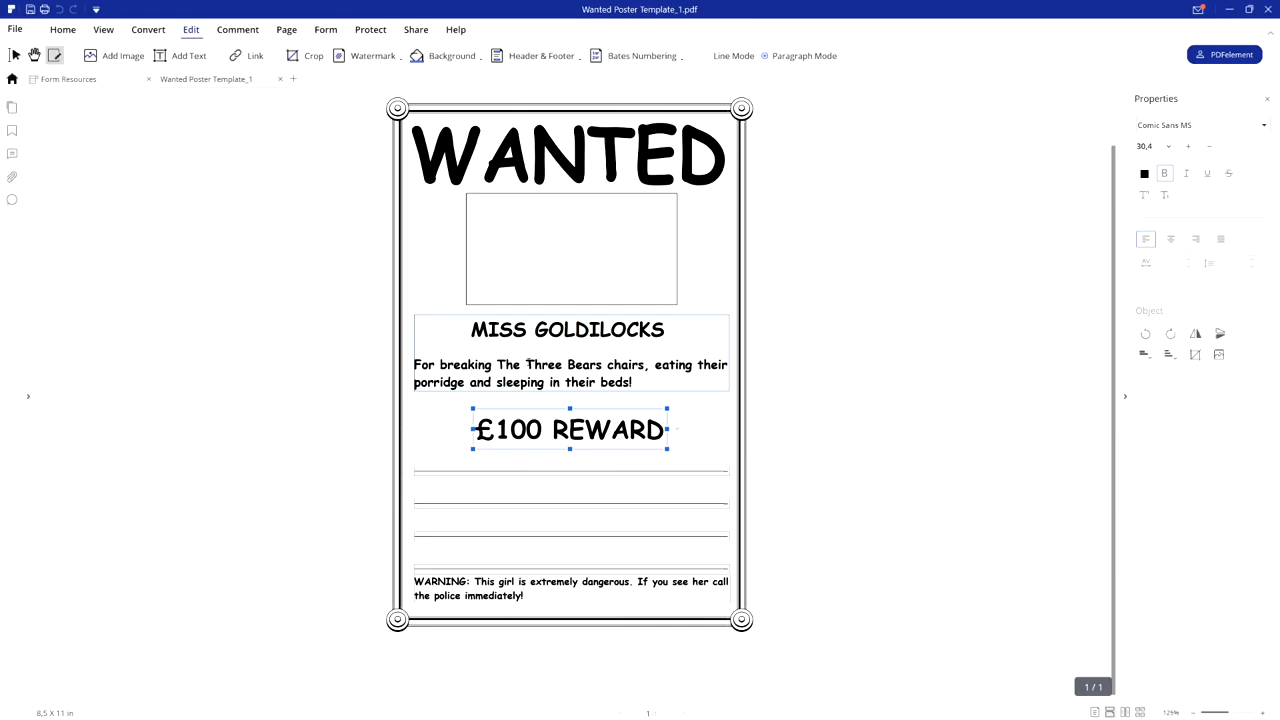 Wanted Poster Template_1.pdf
File Home View Convert Edit Comment Page Form Protect Share Help
Add Image Add Text Link Crop Watermark Background Header & Footer Bates Numbering Line Mode Paragraph Mode PDFelement
Form Resources × Wanted Poster Template_1 × +
Properties ×
Comic Sans MS
30,4
B I U S
WANTED
Object
MISS GOLDILOCKS
For breaking The Three Bears chairs, eating their
porridge and sleeping in their beds!
£100 REWARD
WARNING: This girl is extremely dangerous. If you see her call
the police immediately!
1 / 1
8,5 X 11 in
1
125%